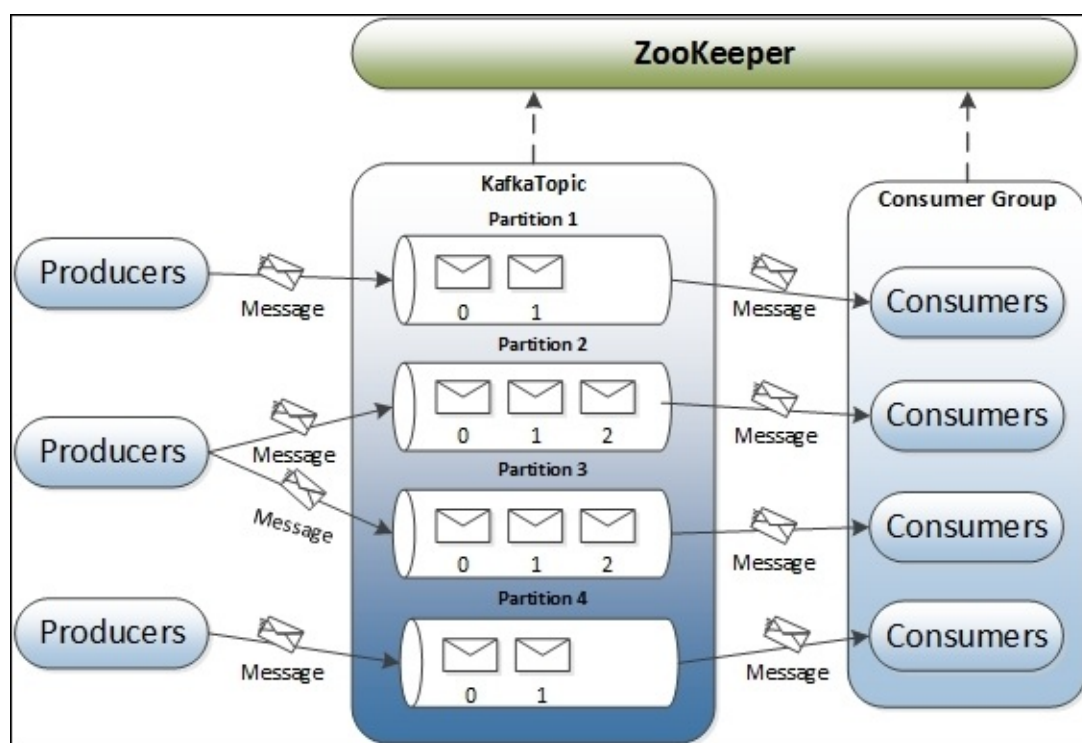 ZooKeeper
KafkaTopic
Consumer Group
Partition 1
Producers
Message
0 1
Message
Consumers
Partition 2
Producers
Message
0 1 2
Message
Consumers
Partition 3
Message
0 1 2
Message
Consumers
Partition 4
Producers
Message
0 1
Message
Consumers